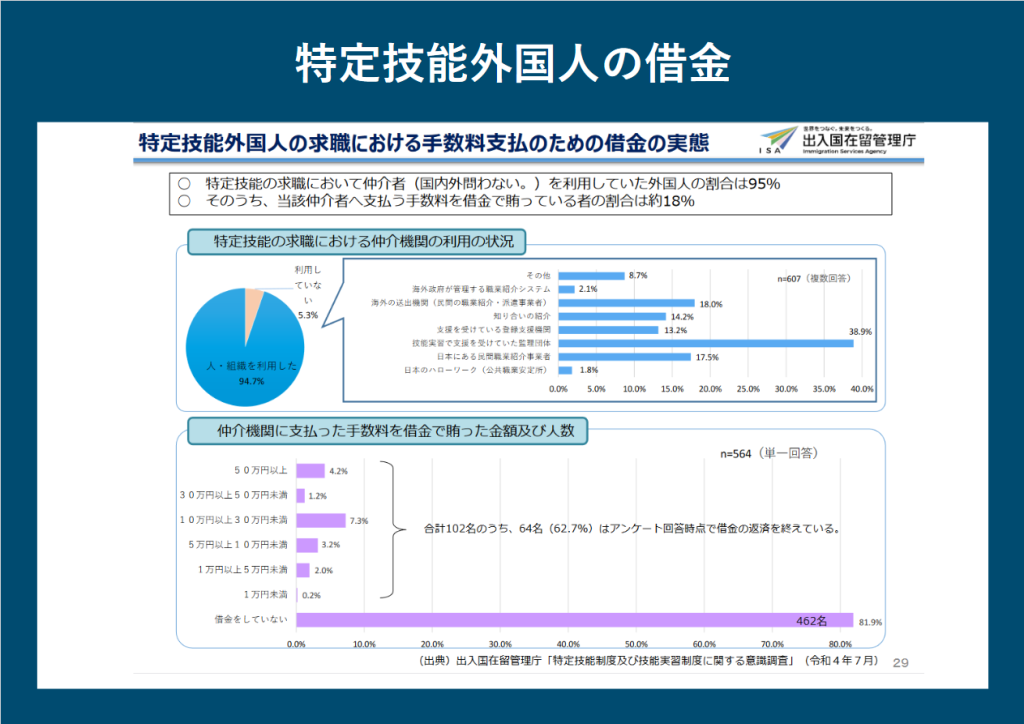 特定技能外国人の借金
特定技能外国人の求職における手数料支払のための借金の実態
世界をつなぐ。未来をつくる。
出入国在留管理庁
ISA
Immigration Services Agency
○ 特定技能の求職において仲介者（国内外問わない。）を利用していた外国人の割合は95%
○ そのうち、当該仲介者へ支払う手数料を借金で賄っている者の割合は約18%
特定技能の求職における仲介機関の利用の状況
利用し
ていな
い
5.3%
人・組織を利用した
94.7%
n=607（複数回答）
その他 8.7%
海外政府が管理する職業紹介システム 2.1%
海外の送出機関（民間の職業紹介・派遣事業者） 18.0%
知り合いの紹介 14.2%
支援を受けている登録支援機関 13.2%
技能実習で支援を受けていた監理団体 38.9%
日本にある民間職業紹介事業者 17.5%
日本のハローワーク（公共職業安定所） 1.8%
0.0% 5.0% 10.0% 15.0% 20.0% 25.0% 30.0% 35.0% 40.0%
仲介機関に支払った手数料を借金で賄った金額及び人数
n=564（単一回答）
５０万円以上 4.2%
３０万円以上５０万円未満 1.2%
１０万円以上３０万円未満 7.3%
合計102名のうち、64名（62.7%）はアンケート回答時点で借金の返済を終えている。
５万円以上１０万円未満 3.2%
１万円以上５万円未満 2.0%
１万円未満 0.2%
借金をしていない 462名 81.9%
0.0% 10.0% 20.0% 30.0% 40.0% 50.0% 60.0% 70.0% 80.0%
（出典）出入国在留管理庁「特定技能制度及び技能実習制度に関する意識調査」（令和４年７月） 29